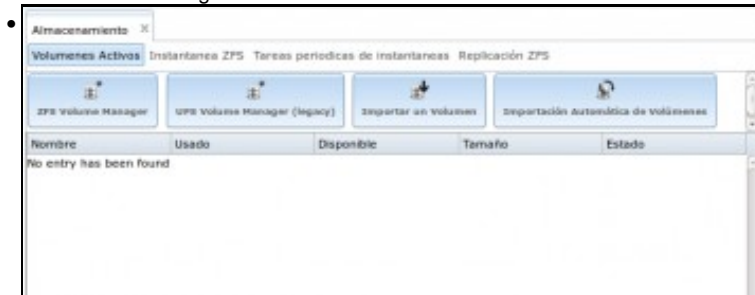 Almacenamiento
Volumenes Activos Instantanea ZFS Tareas periodicas de instantaneas Replicación ZFS
ZFS Volume Manager UFS Volume Manager (legacy) Importar un Volumen Importación Automática de Volúmenes
Nombre Usado Disponible Tamaño Estado
No entry has been found